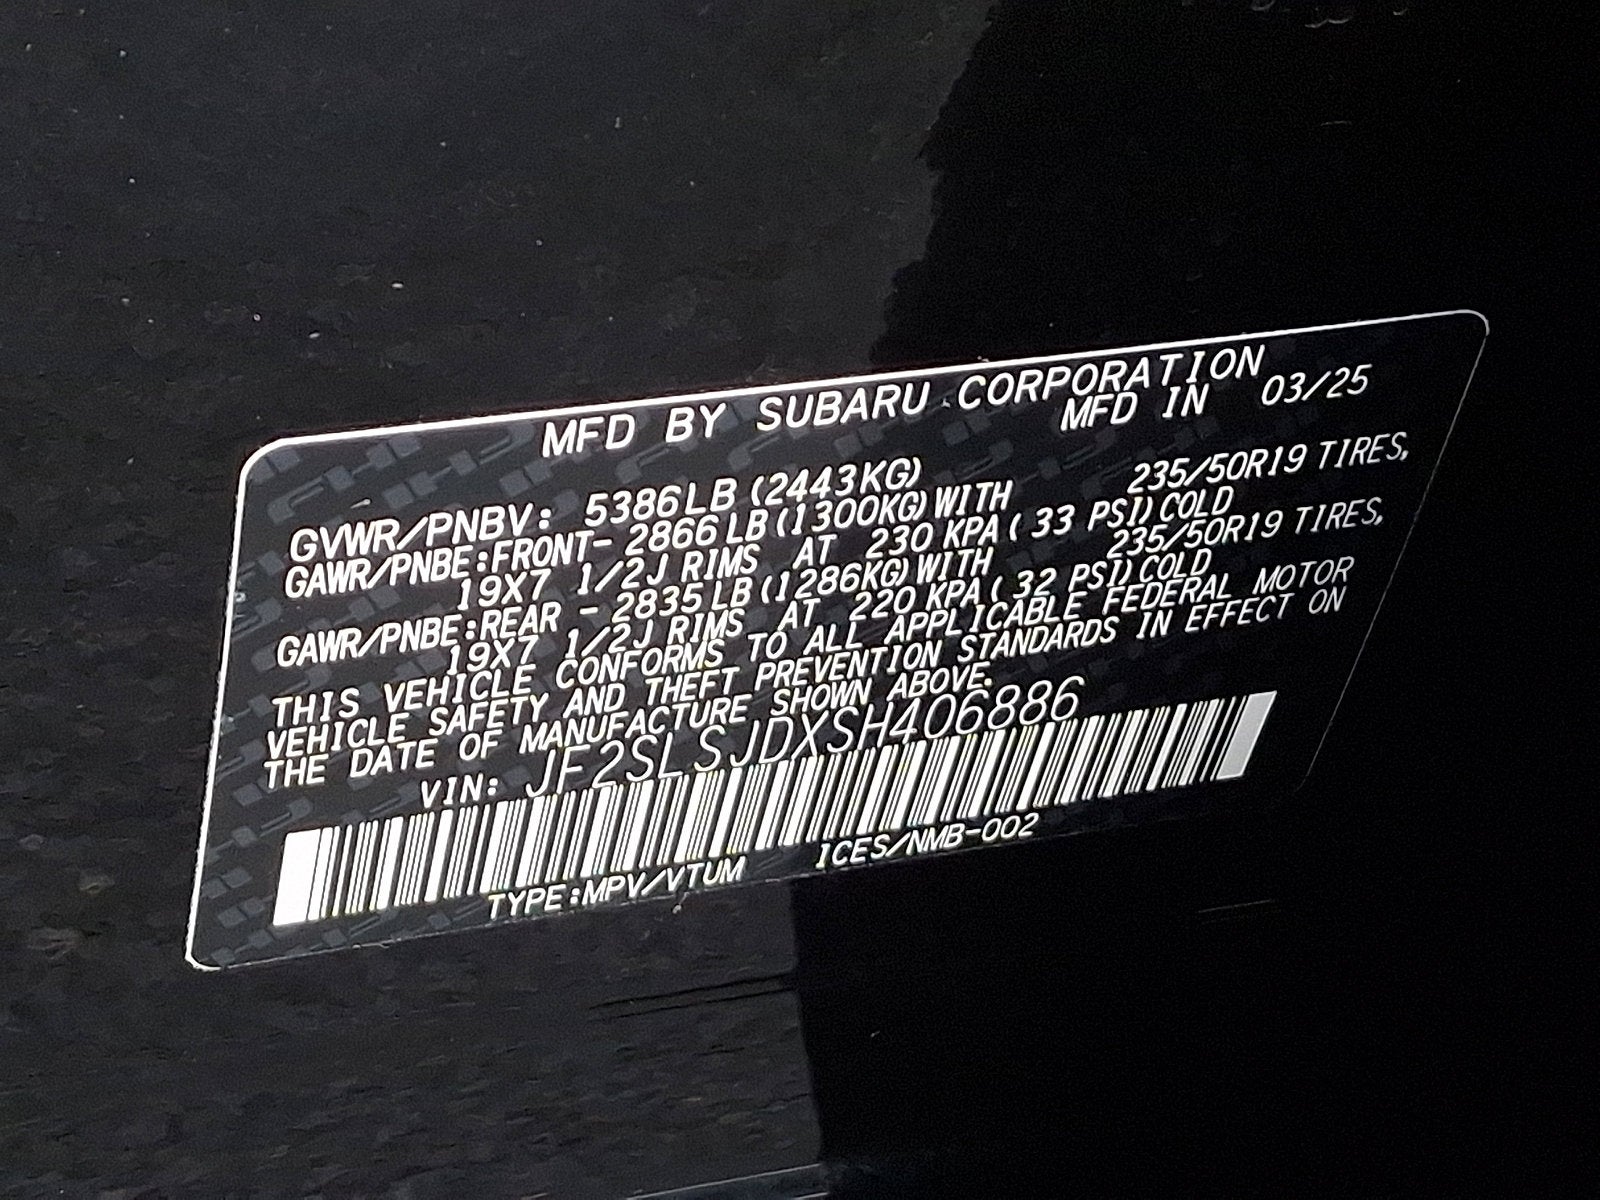 MFD BY SUBARU CORPORATION
MFD IN 03/25
GVWR/PNBV: 5386LB (2443KG)
GAWR/PNBE:FRONT- 2866LB(1300KG)WITH 235/50R19 TIRES,
19X7 1/2J RIMS AT 230 KPA( 33 PSI)COLD
GAWR/PNBE:REAR - 2835LB(1286KG)WITH 235/50R19 TIRES,
19X7 1/2J RIMS AT 220 KPA( 32 PSI)COLD
THIS VEHICLE CONFORMS TO ALL APPLICABLE FEDERAL MOTOR
VEHICLE SAFETY AND THEFT PREVENTION STANDARDS IN EFFECT ON
THE DATE OF MANUFACTURE SHOWN ABOVE.
VIN: JF2SLSJDXSH406886
TYPE:MPV/VTUM ICES/NMB-002